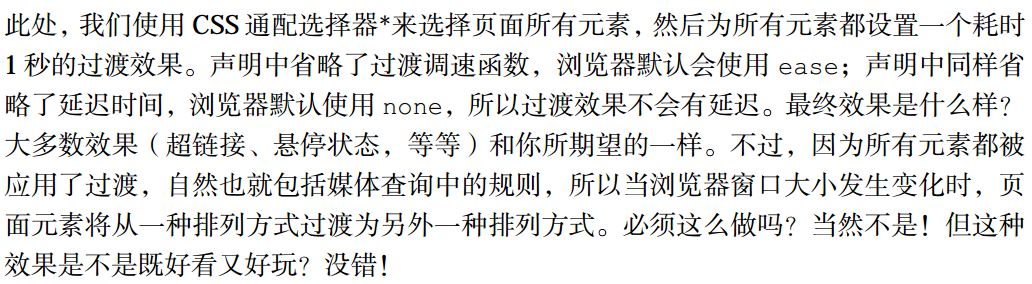 此处，我们使用 CSS 通配选择器*来选择页面所有元素，然后为所有元素都设置一个耗时
1 秒的过渡效果。声明中省略了过渡调速函数，浏览器默认会使用 ease；声明中同样省
略了延迟时间，浏览器默认使用 none，所以过渡效果不会有延迟。最终效果是什么样？
大多数效果（超链接、悬停状态，等等）和你所期望的一样。不过，因为所有元素都被
应用了过渡，自然也就包括媒体查询中的规则，所以当浏览器窗口大小发生变化时，页
面元素将从一种排列方式过渡为另外一种排列方式。必须这么做吗？当然不是！但这种
效果是不是既好看又好玩？没错！